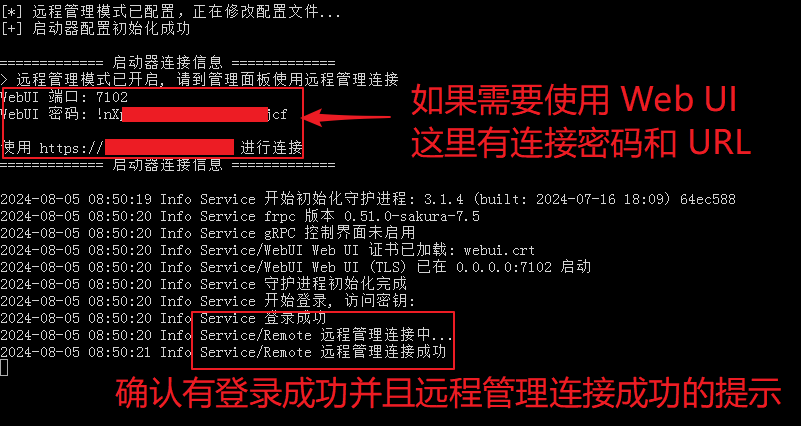 [*] 远程管理模式已配置，正在修改配置文件...
[+] 启动器配置初始化成功
============= 启动器连接信息 =============
> 远程管理模式已开启, 请到管理面板使用远程管理连接
WebUI 端口: 7102
WebUI 密码: !nX jcf
使用 https:// 进行连接
============= 启动器连接信息 =============
如果需要使用 Web UI
这里有连接密码和 URL
2024-08-05 08:50:19 Info Service 开始初始化守护进程: 3.1.4 (built: 2024-07-16 18:09) 64ec588
2024-08-05 08:50:20 Info Service frpc 版本 0.51.0-sakura-7.5
2024-08-05 08:50:20 Info Service gRPC 控制界面未启用
2024-08-05 08:50:20 Info Service/WebUI Web UI 证书已加载: webui.crt
2024-08-05 08:50:20 Info Service/WebUI Web UI (TLS) 已在 0.0.0.0:7102 启动
2024-08-05 08:50:20 Info Service 守护进程初始化完成
2024-08-05 08:50:20 Info Service 开始登录, 访问密钥:
2024-08-05 08:50:20 Info Service 登录成功
2024-08-05 08:50:20 Info Service/Remote 远程管理连接中...
2024-08-05 08:50:21 Info Service/Remote 远程管理连接成功
确认有登录成功并且远程管理连接成功的提示